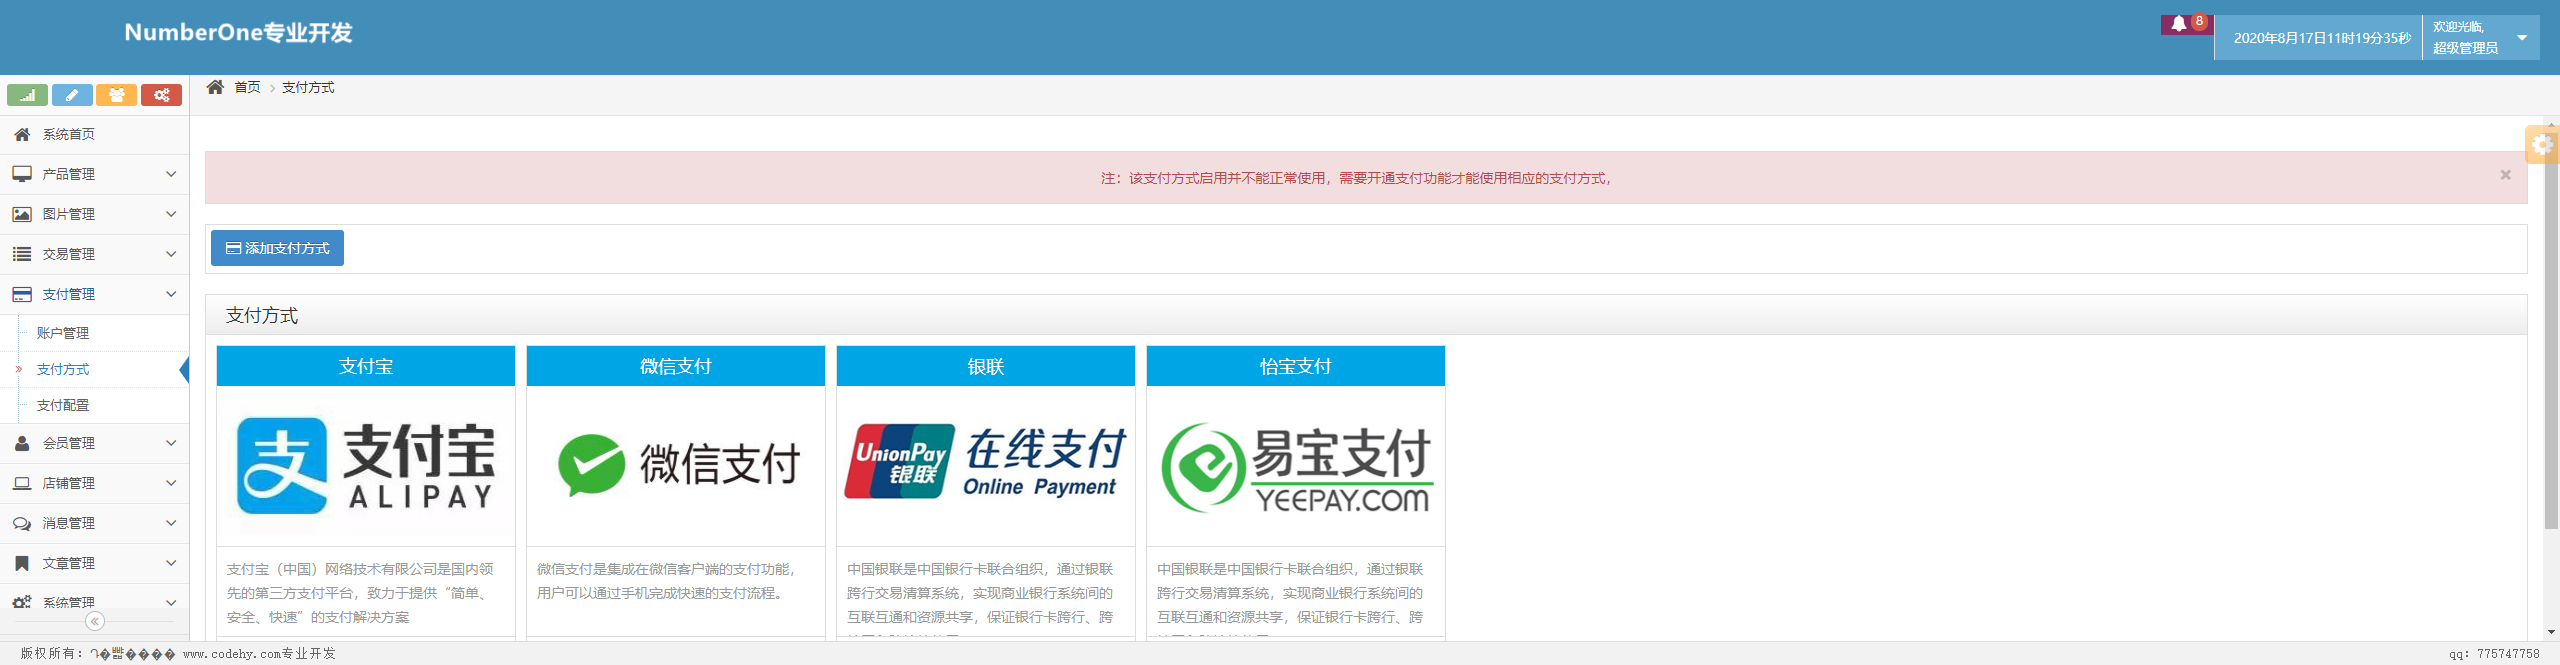 NumberOne专业开发
8
2020年8月17日11时19分35秒
欢迎光临,
超级管理员
首页 支付方式
系统首页
产品管理
图片管理
交易管理
支付管理
账户管理
支付方式
支付配置
会员管理
店铺管理
消息管理
文章管理
系统管理
注：该支付方式启用并不能正常使用，需要开通支付功能才能使用相应的支付方式，
添加支付方式
支付方式
支付宝
支付宝
ALIPAY
支付宝（中国）网络技术有限公司是国内领
先的第三方支付平台，致力于提供“简单、
安全、快速”的支付解决方案
微信支付
微信支付
微信支付是集成在微信客户端的支付功能，
用户可以通过手机完成快速的支付流程。
银联
UnionPay
银联
在线支付
Online Payment
中国银联是中国银行卡联合组织，通过银联
跨行交易清算系统，实现商业银行系统间的
互联互通和资源共享，保证银行卡跨行、跨
怡宝支付
易宝支付
YEEPAY.COM
中国银联是中国银行卡联合组织，通过银联
跨行交易清算系统，实现商业银行系统间的
互联互通和资源共享，保证银行卡跨行、跨
版权所有： www.codehy.com专业开发
qq: 775747758